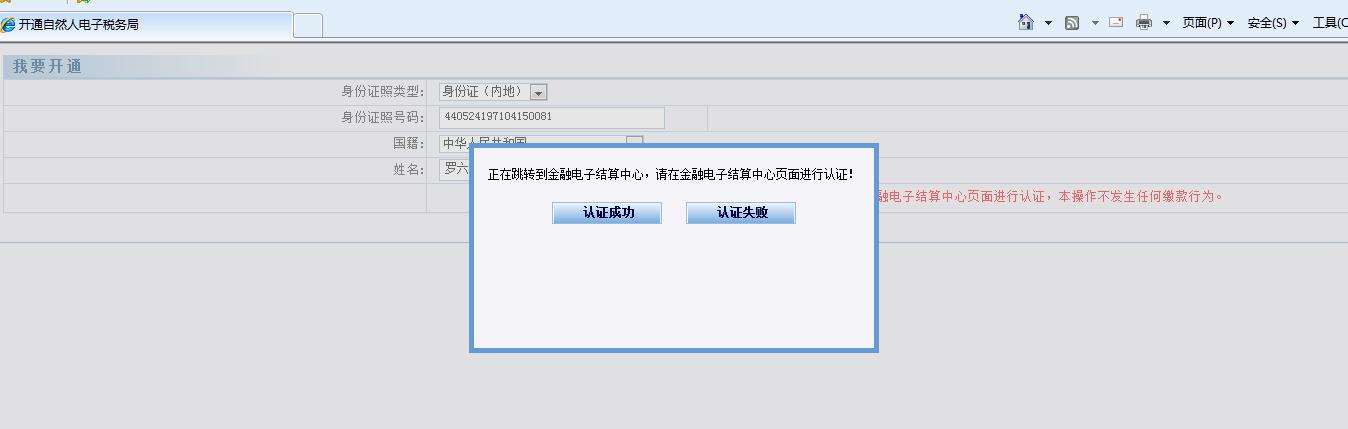 开通自然人电子税务局
页面(P)
安全(S)
工具(O
我要开通
身份证照类型：
身份证（内地）
身份证照号码：
440524197104150081
国籍：
中华人民共和国
姓名：
罗六
正在跳转到金融电子结算中心，请在金融电子结算中心页面进行认证！
认证成功
认证失败
融电子结算中心页面进行认证，本操作不发生任何缴款行为。